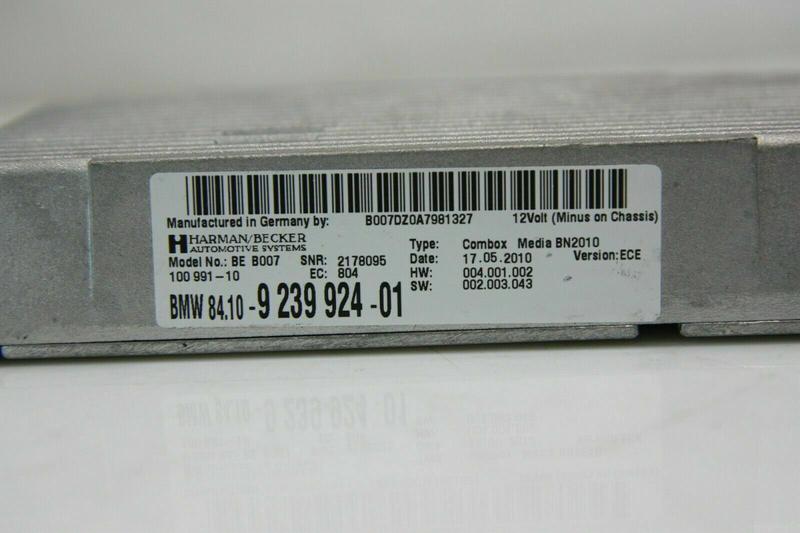 Manufactured in Germany by: B007DZ0A7981327 12Volt (Minus on Chassis)
HARMAN/BECKER
AUTOMOTIVE SYSTEMS
Model No.: BE B007 SNR: 2178095
100 991-10 EC: 804
BMW 84.10 -9 239 924 -01
Type: Combox Media BN2010
Date: 17.05.2010 Version:ECE
HW: 004.001.002
SW: 002.003.043